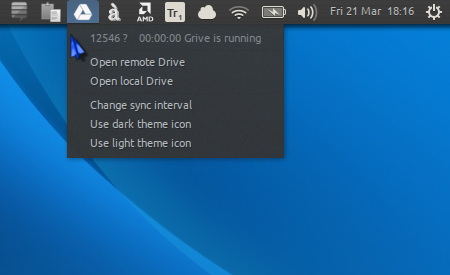 a AMD Tr1 Fri 21 Mar 18:16
12546 ? 00:00:00 Grive is running
Open remote Drive
Open local Drive
Change sync interval
Use dark theme icon
Use light theme icon